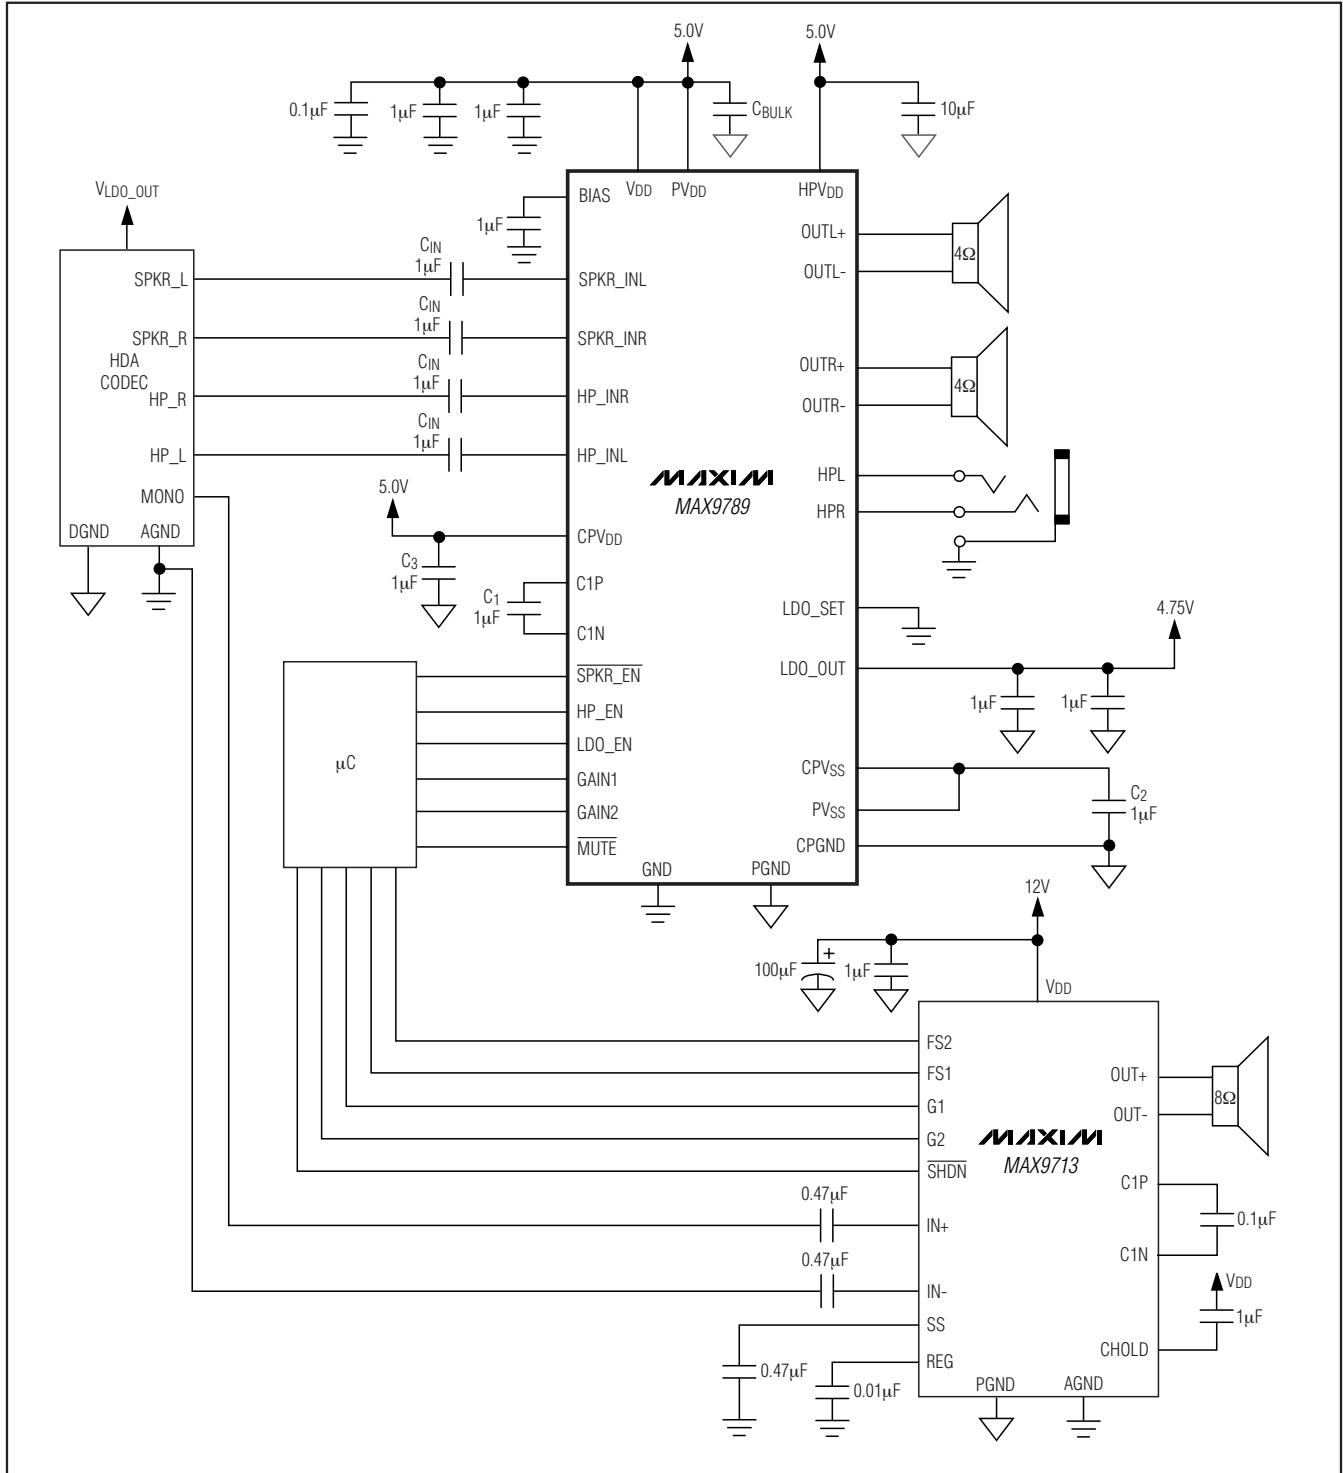 5.0V
5.0V
0.1µF
1µF
1µF
CBULK
10µF
VLDO_OUT
BIAS
VDD
PVDD
HPVDD
1µF
OUTL+
4Ω
OUTL-
SPKR_L
CIN
1µF
SPKR_INL
SPKR_R
CIN
1µF
SPKR_INR
HDA
CODEC
OUTR+
4Ω
OUTR-
HP_R
CIN
1µF
HP_INR
HP_L
CIN
1µF
HP_INL
MAXIM
MAX9789
HPL
HPR
MONO
DGND
AGND
5.0V
CPVDD
C3
1µF
C1P
C1
1µF
C1N
LDO_SET
4.75V
LDO_OUT
1µF
1µF
µC
SPKR_EN
HP_EN
LDO_EN
GAIN1
GAIN2
MUTE
CPVSS
PVSS
C2
1µF
CPGND
GND
PGND
12V
100µF
+
1µF
VDD
FS2
FS1
G1
G2
SHDN
OUT+
8Ω
OUT-
MAXIM
MAX9713
0.47µF
IN+
C1P
0.1µF
C1N
0.47µF
IN-
VDD
1µF
SS
0.47µF
CHOLD
REG
0.01µF
PGND
AGND